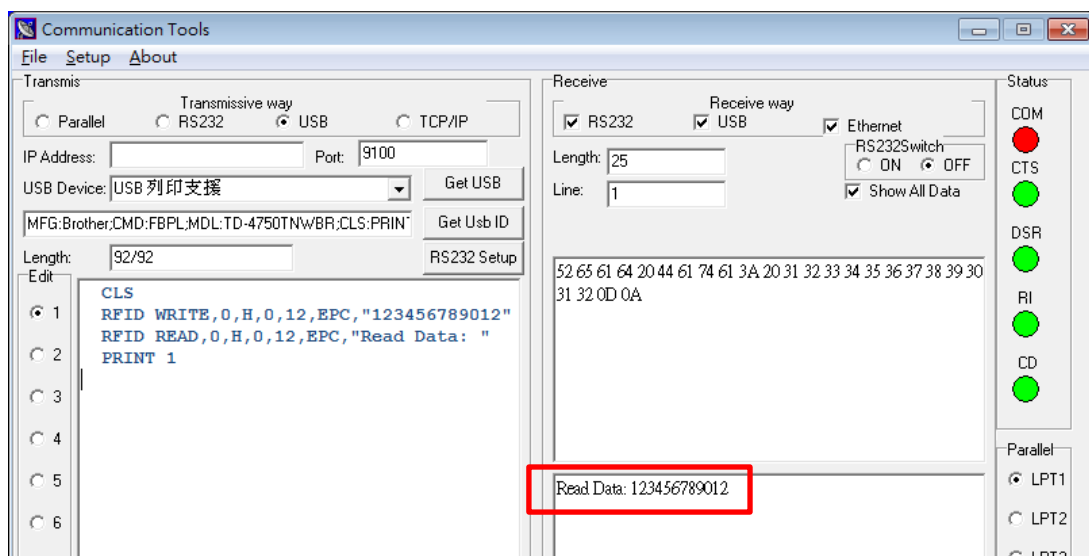 Communication Tools
File Setup About
Transmis
Transmissive way
Parallel RS232 USB TCP/IP
IP Address: Port: 9100
USB Device: USB 列印支援 Get USB
MFG:Brother;CMD:FBPL;MDL:TD-4750TNWBR;CLS:PRINT Get Usb ID
Length: 92/92 RS232 Setup
Edit
1
2
3
4
5
6
CLS
RFID WRITE,0,H,0,12,EPC,"123456789012"
RFID READ,0,H,0,12,EPC,"Read Data: "
PRINT 1
Receive
Receive way
RS232 USB Ethernet
Length: 25
RS232Switch
ON OFF
Line: 1
Show All Data
52 65 61 64 20 44 61 74 61 3A 20 31 32 33 34 35 36 37 38 39 30
31 32 0D 0A
Read Data: 123456789012
Status
COM
CTS
DSR
RI
CD
Parallel
LPT1
LPT2